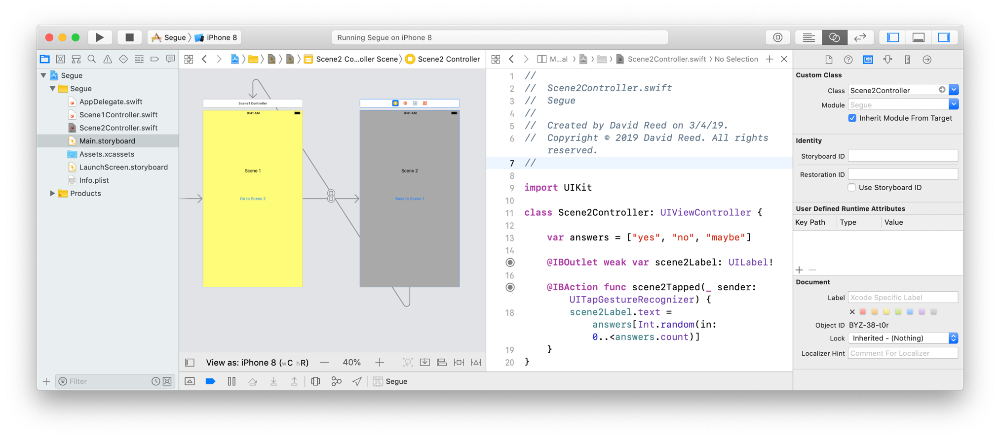 Segue 〉 iPhone 8
Running Segue on iPhone 8
Scene2 Co...oller Scene 〉 Scene2 Controller
M...al 〉 〉 〉 Scene2Controller.swift 〉 No Selection
Segue
Segue
AppDelegate.swift
Scene1Controller.swift
Scene2Controller.swift
Main.storyboard
Assets.xcassets
LaunchScreen.storyboard
Info.plist
Products
Filter
Scene1 Controller
9:41 AM
Scene 1
Go to Scene 2
9:41 AM
Scene 2
Back to Scene 1
View as: iPhone 8 (wC hR)
40%
Segue
1 //
2 //  Scene2Controller.swift
3 //  Segue
4 //
5 //  Created by David Reed on 3/4/19.
6 //  Copyright © 2019 David Reed. All rights
reserved.
7 //
8
9 import UIKit
10
11 class Scene2Controller: UIViewController {
12
13     var answers = ["yes", "no", "maybe"]
14
@IBOutlet weak var scene2Label: UILabel!
16
@IBAction func scene2Tapped(_ sender:
UITapGestureRecognizer) {
18 scene2Label.text =
answers[Int.random(in:
0..<answers.count)]
19     }
20 }
Custom Class
Class Scene2Controller
Module Segue
Inherit Module From Target
Identity
Storyboard ID
Restoration ID
Use Storyboard ID
User Defined Runtime Attributes
Key Path Type Value
Document
Label Xcode Specific Label
Object ID BYZ-38-t0r
Lock Inherited - (Nothing)
Localizer Hint Comment For Localizer